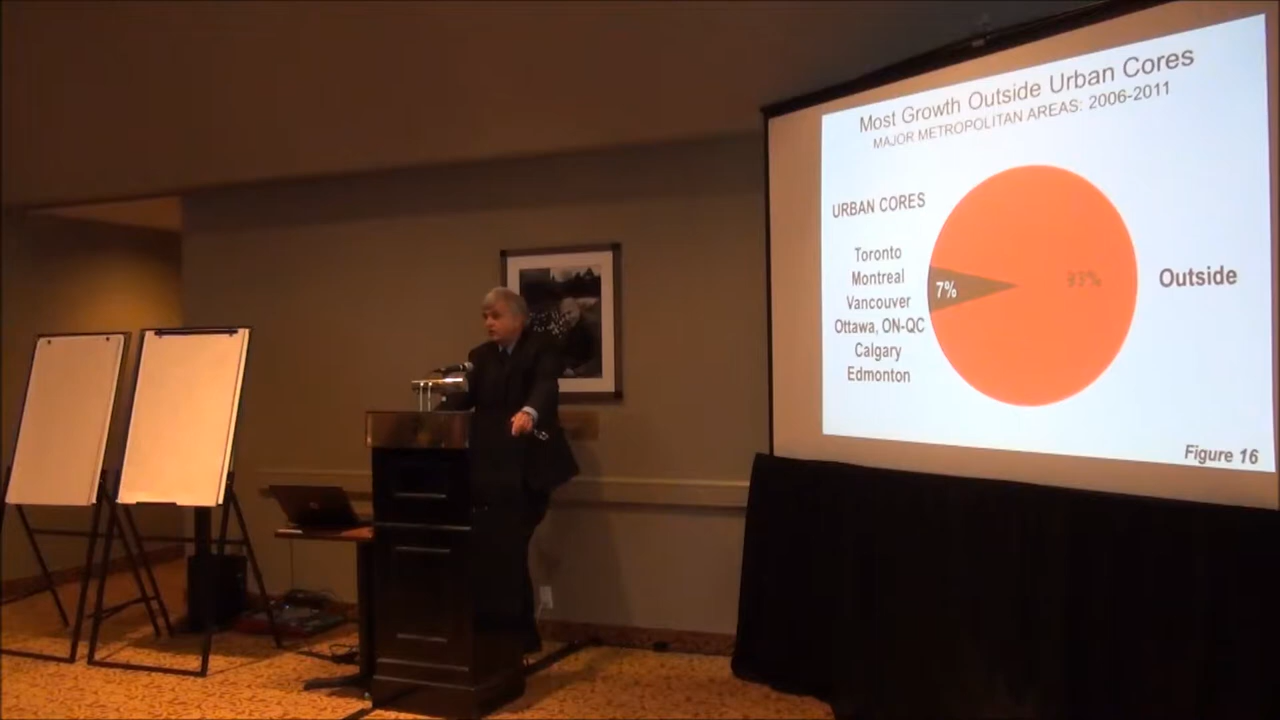 Most Growth Outside Urban Cores
MAJOR METROPOLITAN AREAS: 2006-2011
URBAN CORES
Toronto
Montreal
Vancouver
Ottawa, ON-QC
Calgary
Edmonton
7%
93%
Outside
Figure 16